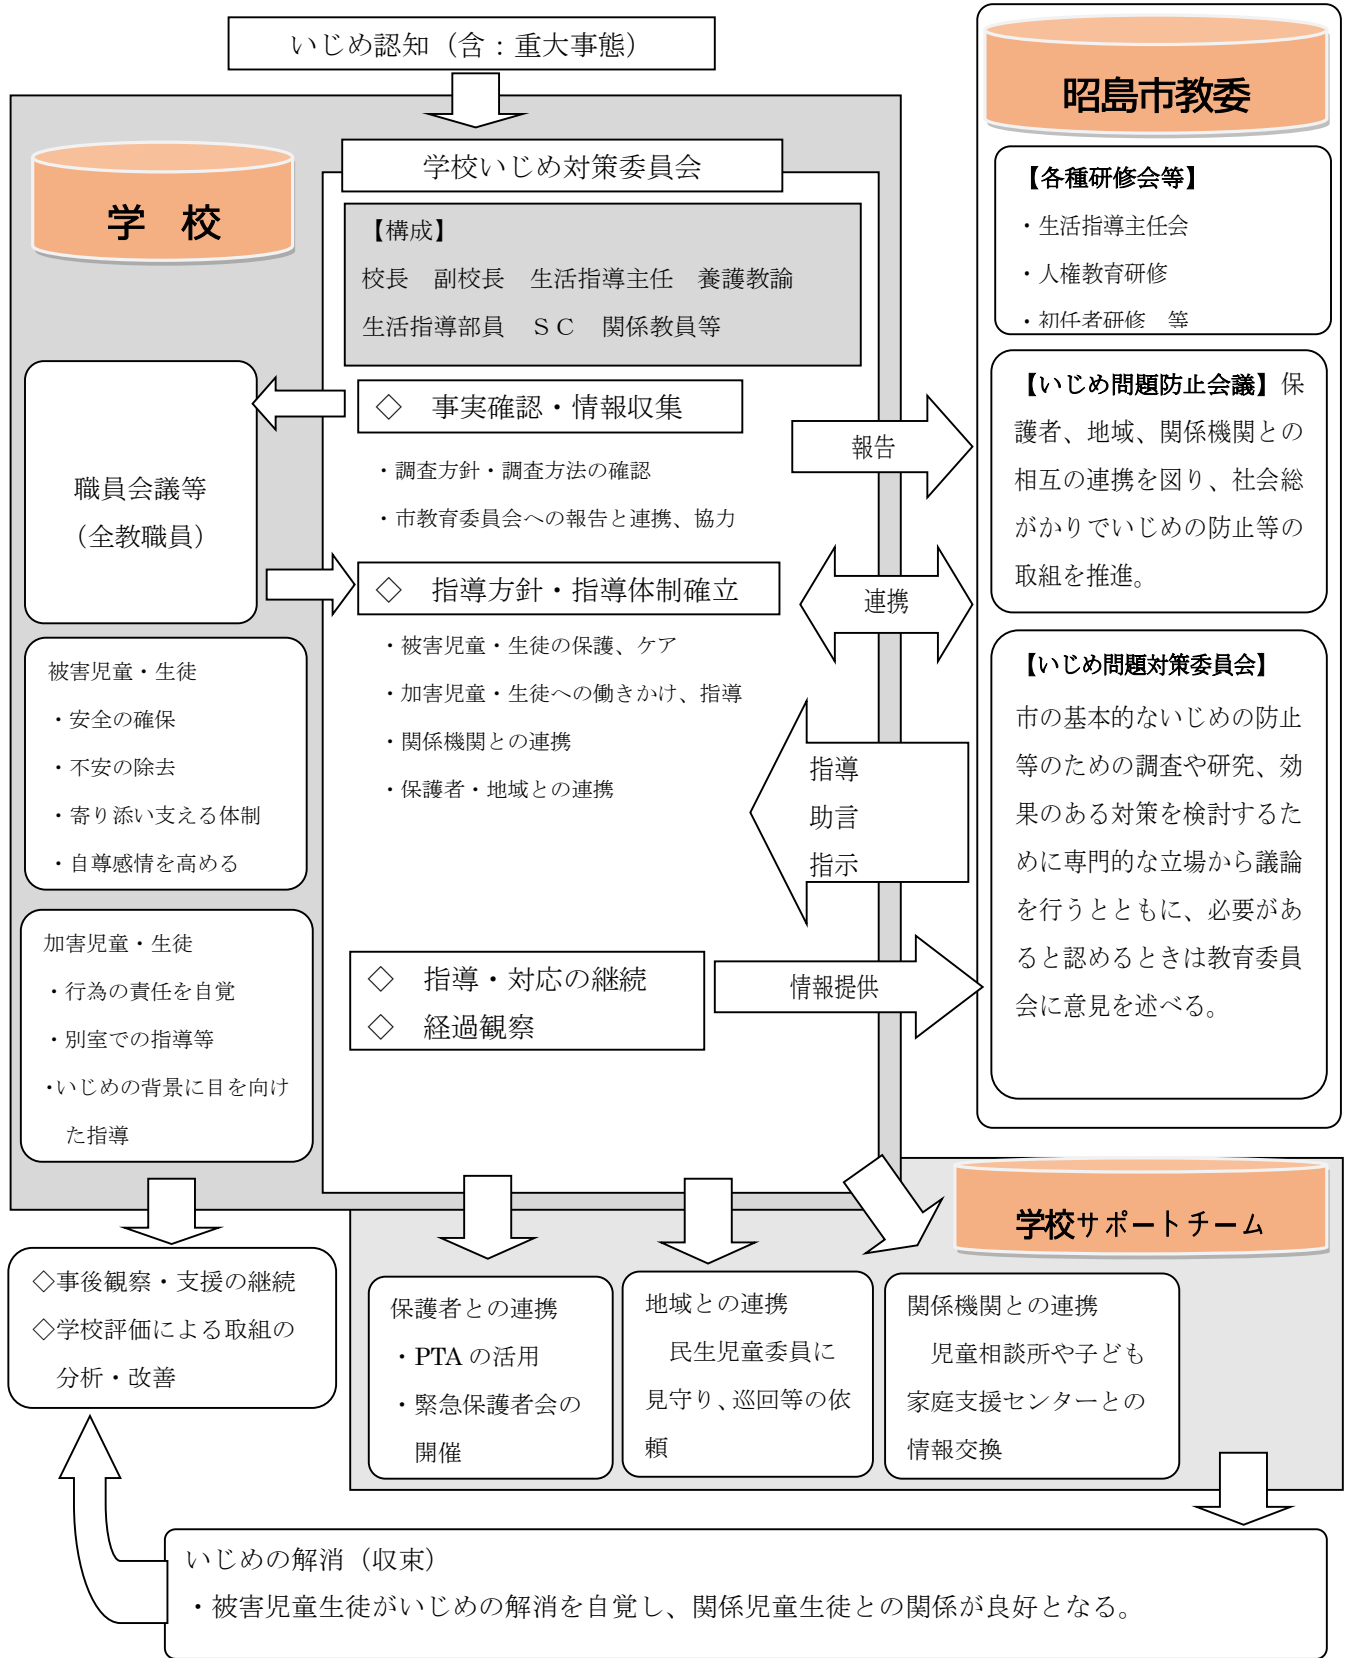 いじめ認知（含：重大事態）
学　校
学校いじめ対策委員会
【構成】
校長　副校長　生活指導主任　養護教諭
生活指導部員　ＳＣ　関係教員等
職員会議等
（全教職員）
◇　事実確認・情報収集
・調査方針・調査方法の確認
・市教育委員会への報告と連携、協力
◇　指導方針・指導体制確立
・被害児童・生徒の保護、ケア
・加害児童・生徒への働きかけ、指導
・関係機関との連携
・保護者・地域との連携
◇　指導・対応の継続
◇　経過観察
被害児童・生徒
・安全の確保
・不安の除去
・寄り添い支える体制
・自尊感情を高める
加害児童・生徒
・行為の責任を自覚
・別室での指導等
・いじめの背景に目を向け
た指導
報告
連携
指導
助言
指示
情報提供
昭島市教委
【各種研修会等】
・生活指導主任会
・人権教育研修
・初任者研修　等
【いじめ問題防止会議】保
護者、地域、関係機関との
相互の連携を図り、社会総
がかりでいじめの防止等の
取組を推進。
【いじめ問題対策委員会】
市の基本的ないじめの防止
等のための調査や研究、効
果のある対策を検討するた
めに専門的な立場から議論
を行うとともに、必要があ
ると認めるときは教育委員
会に意見を述べる。
学校サポートチーム
◇事後観察・支援の継続
◇学校評価による取組の
分析・改善
保護者との連携
・PTA の活用
・緊急保護者会の
開催
地域との連携
民生児童委員に
見守り、巡回等の依
頼
関係機関との連携
児童相談所や子ども
家庭支援センターとの
情報交換
いじめの解消（収束）
・被害児童生徒がいじめの解消を自覚し、関係児童生徒との関係が良好となる。